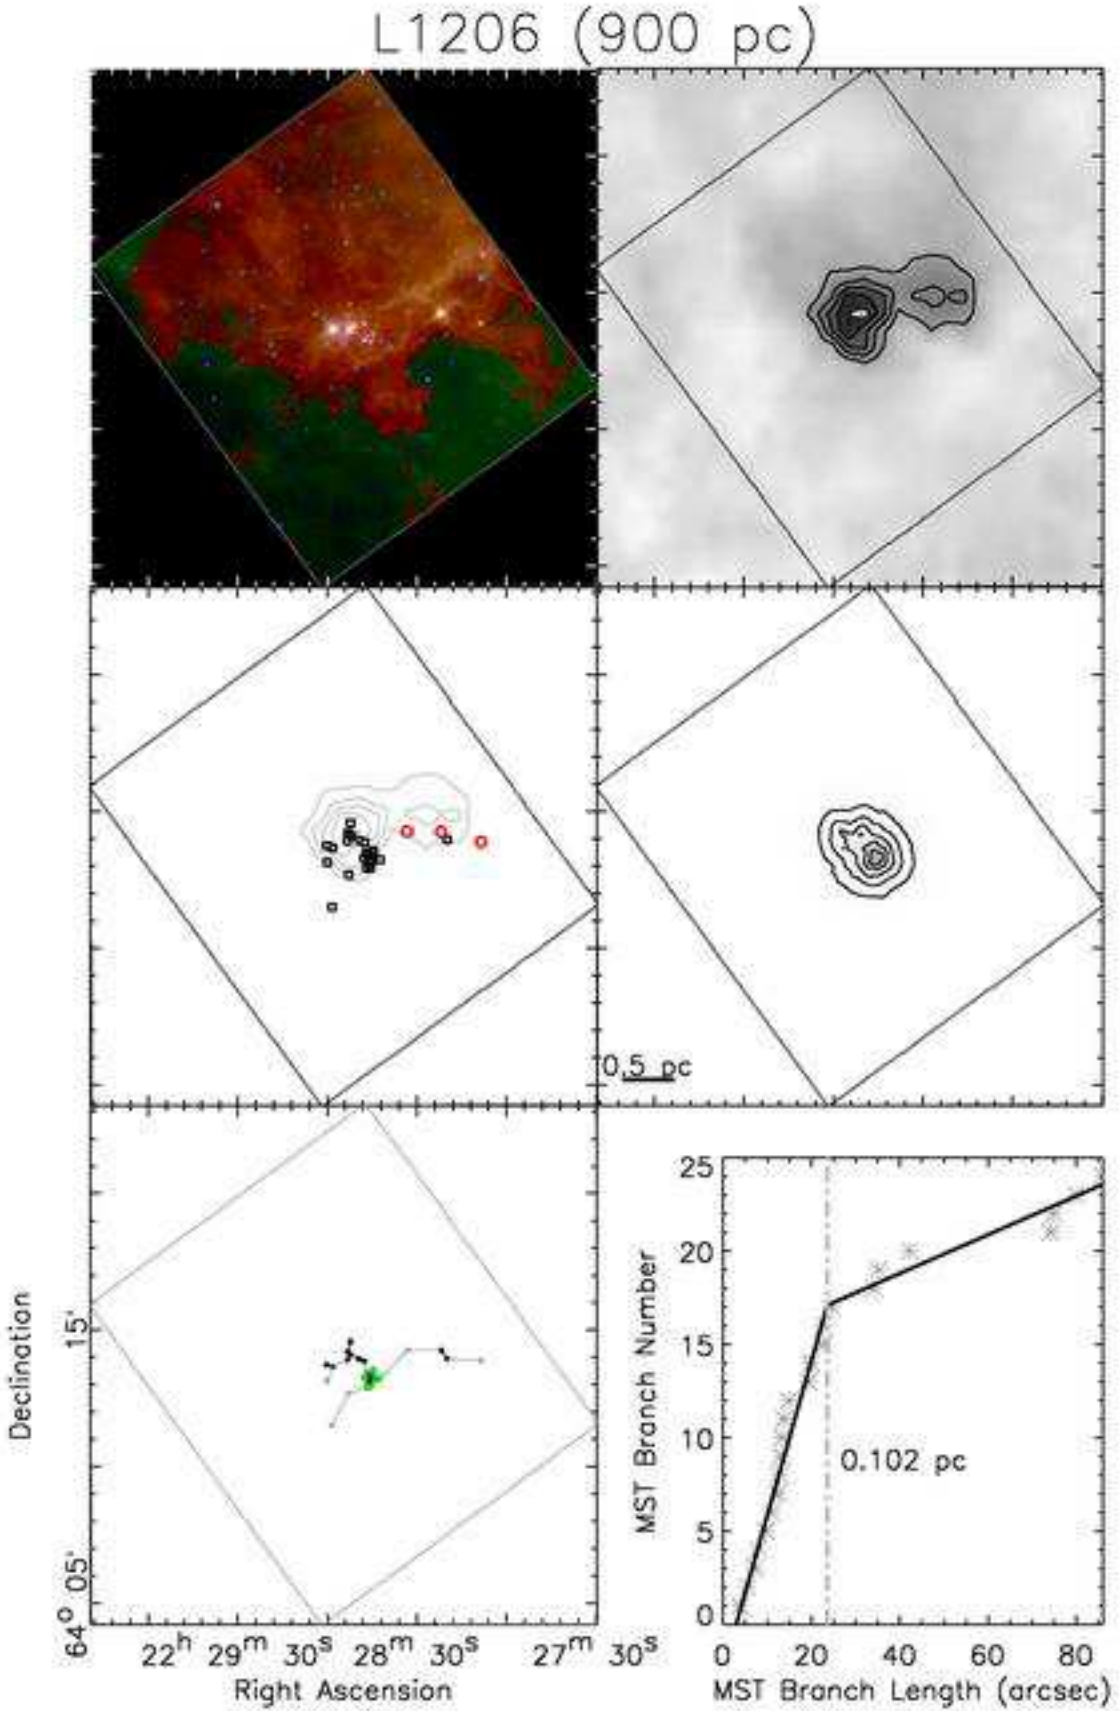 L1206 (900 pc)
0.5 pc
Declination
15'
64° 05'
22h 29m 30s 28m 30s 27m 30s
Right Ascension
MST Branch Number
25
20
15
10
5
0
0.102 pc
0 20 40 60 80
MST Branch Length (arcsec)